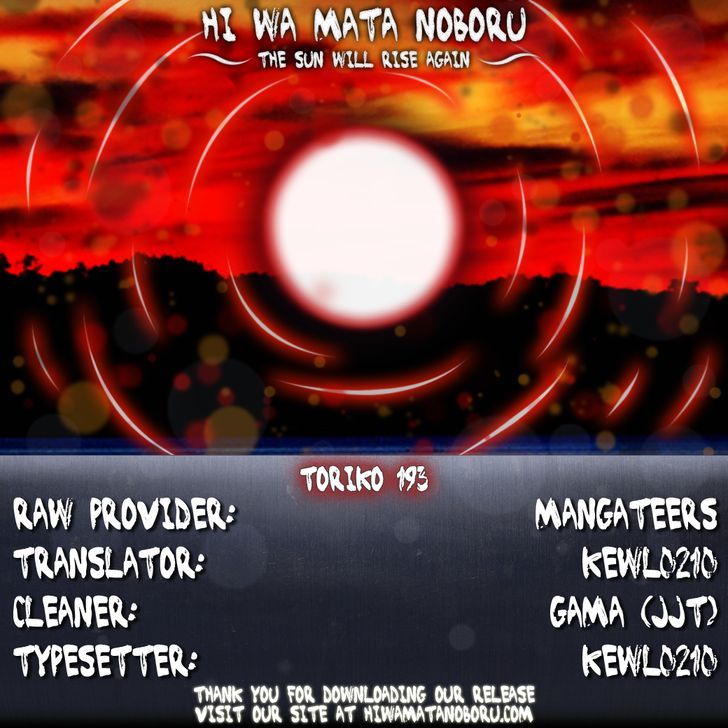 HI WA MATA NOBORU
THE SUN WILL RISE AGAIN
TORIKO 193
RAW PROVIDER: MANGATEERS
TRANSLATOR: KEWL0210
CLEANER: GAMA (JJT)
TYPESETTER: KEWL0210
THANK YOU FOR DOWNLOADING OUR RELEASE
VISIT OUR SITE AT HIWAMATANOBORU.COM